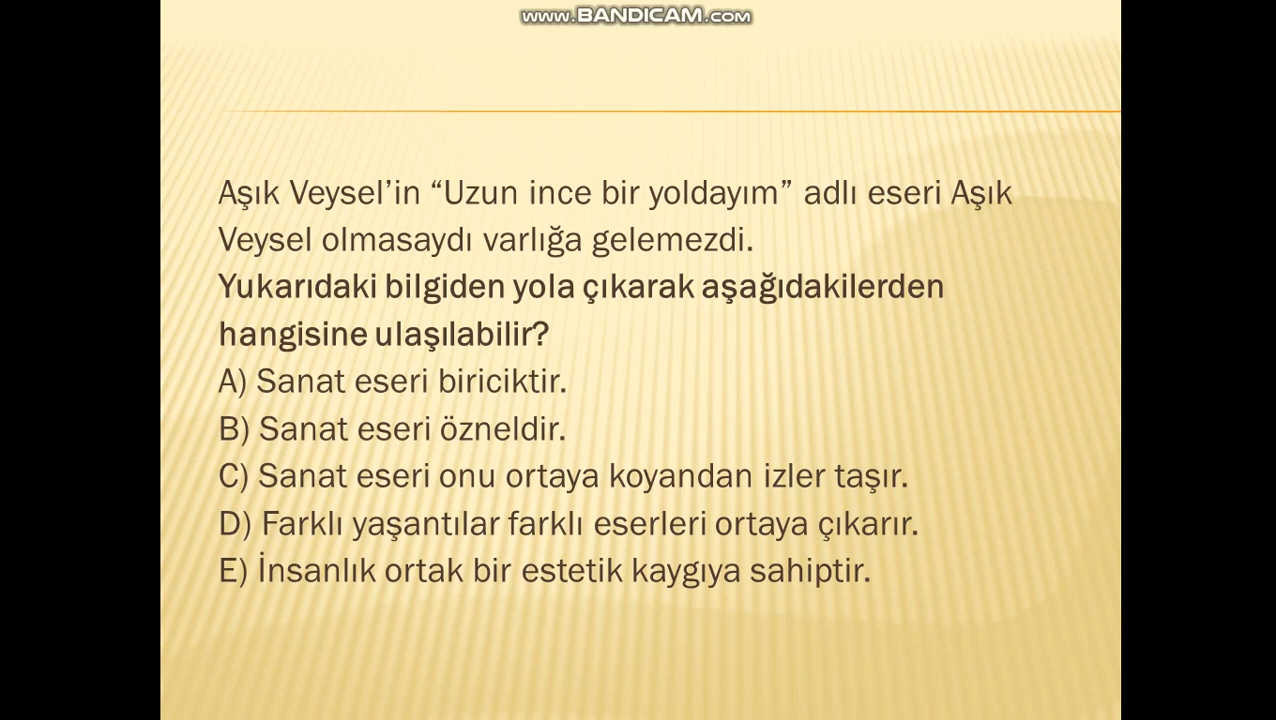 www.BANDICAM.com
Aşık Veysel’in “Uzun ince bir yoldayım” adlı eseri Aşık
Veysel olmasaydı varlığa gelemezdi.
Yukarıdaki bilgiden yola çıkarak aşağıdakilerden
hangisine ulaşılabilir?
A) Sanat eseri biriciktir.
B) Sanat eseri özneldir.
C) Sanat eseri onu ortaya koyandan izler taşır.
D) Farklı yaşantılar farklı eserleri ortaya çıkarır.
E) İnsanlık ortak bir estetik kaygıya sahiptir.